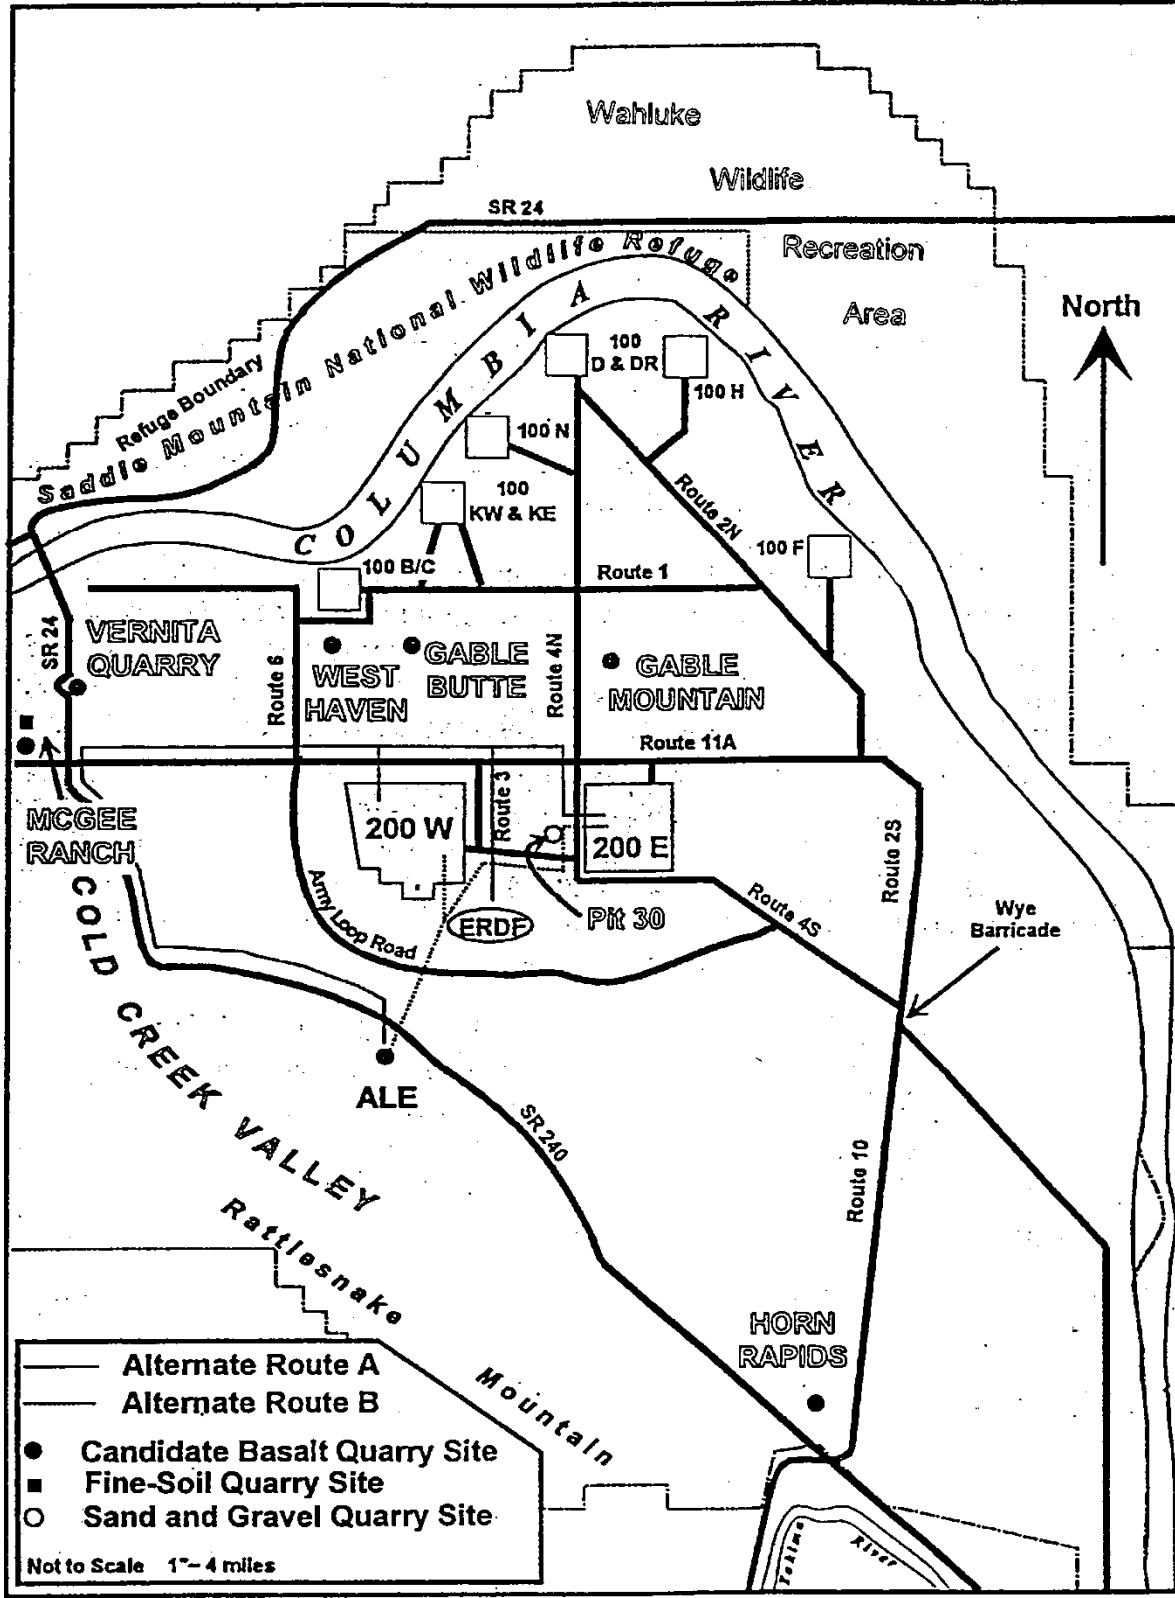 Wahluke
Wildlife
Recreation
Area
SR 24
Saddle Mountain National Wildlife Refuge
Refuge Boundary
COLUMBIA RIVER
North
100
D & DR
100 H
100 N
100
KW & KE
Route 2N
100 F
100 B/C
Route 1
SR 24
VERNITA
QUARRY
Route 6
WEST
HAVEN
GABLE
BUTTE
Route 4N
GABLE
MOUNTAIN
Route 11A
MCGEE
RANCH
200 W
Route 3
200 E
Route 2S
Army Loop Road
ERDF
Pit 30
Route 4S
Wye
Barricade
COLD CREEK VALLEY
ALE
SR 240
Route 10
Rattlesnake
Mountain
HORN
RAPIDS
Yakima
River
Alternate Route A
Alternate Route B
Candidate Basalt Quarry Site
Fine-Soil Quarry Site
Sand and Gravel Quarry Site
Not to Scale 1"– 4 miles